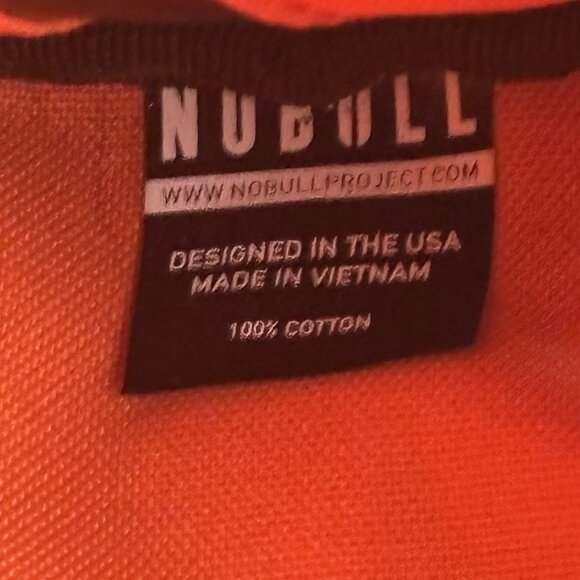 NOBULL
WWW.NOBULLPROJECT.COM
DESIGNED IN THE USA
MADE IN VIETNAM
100% COTTON